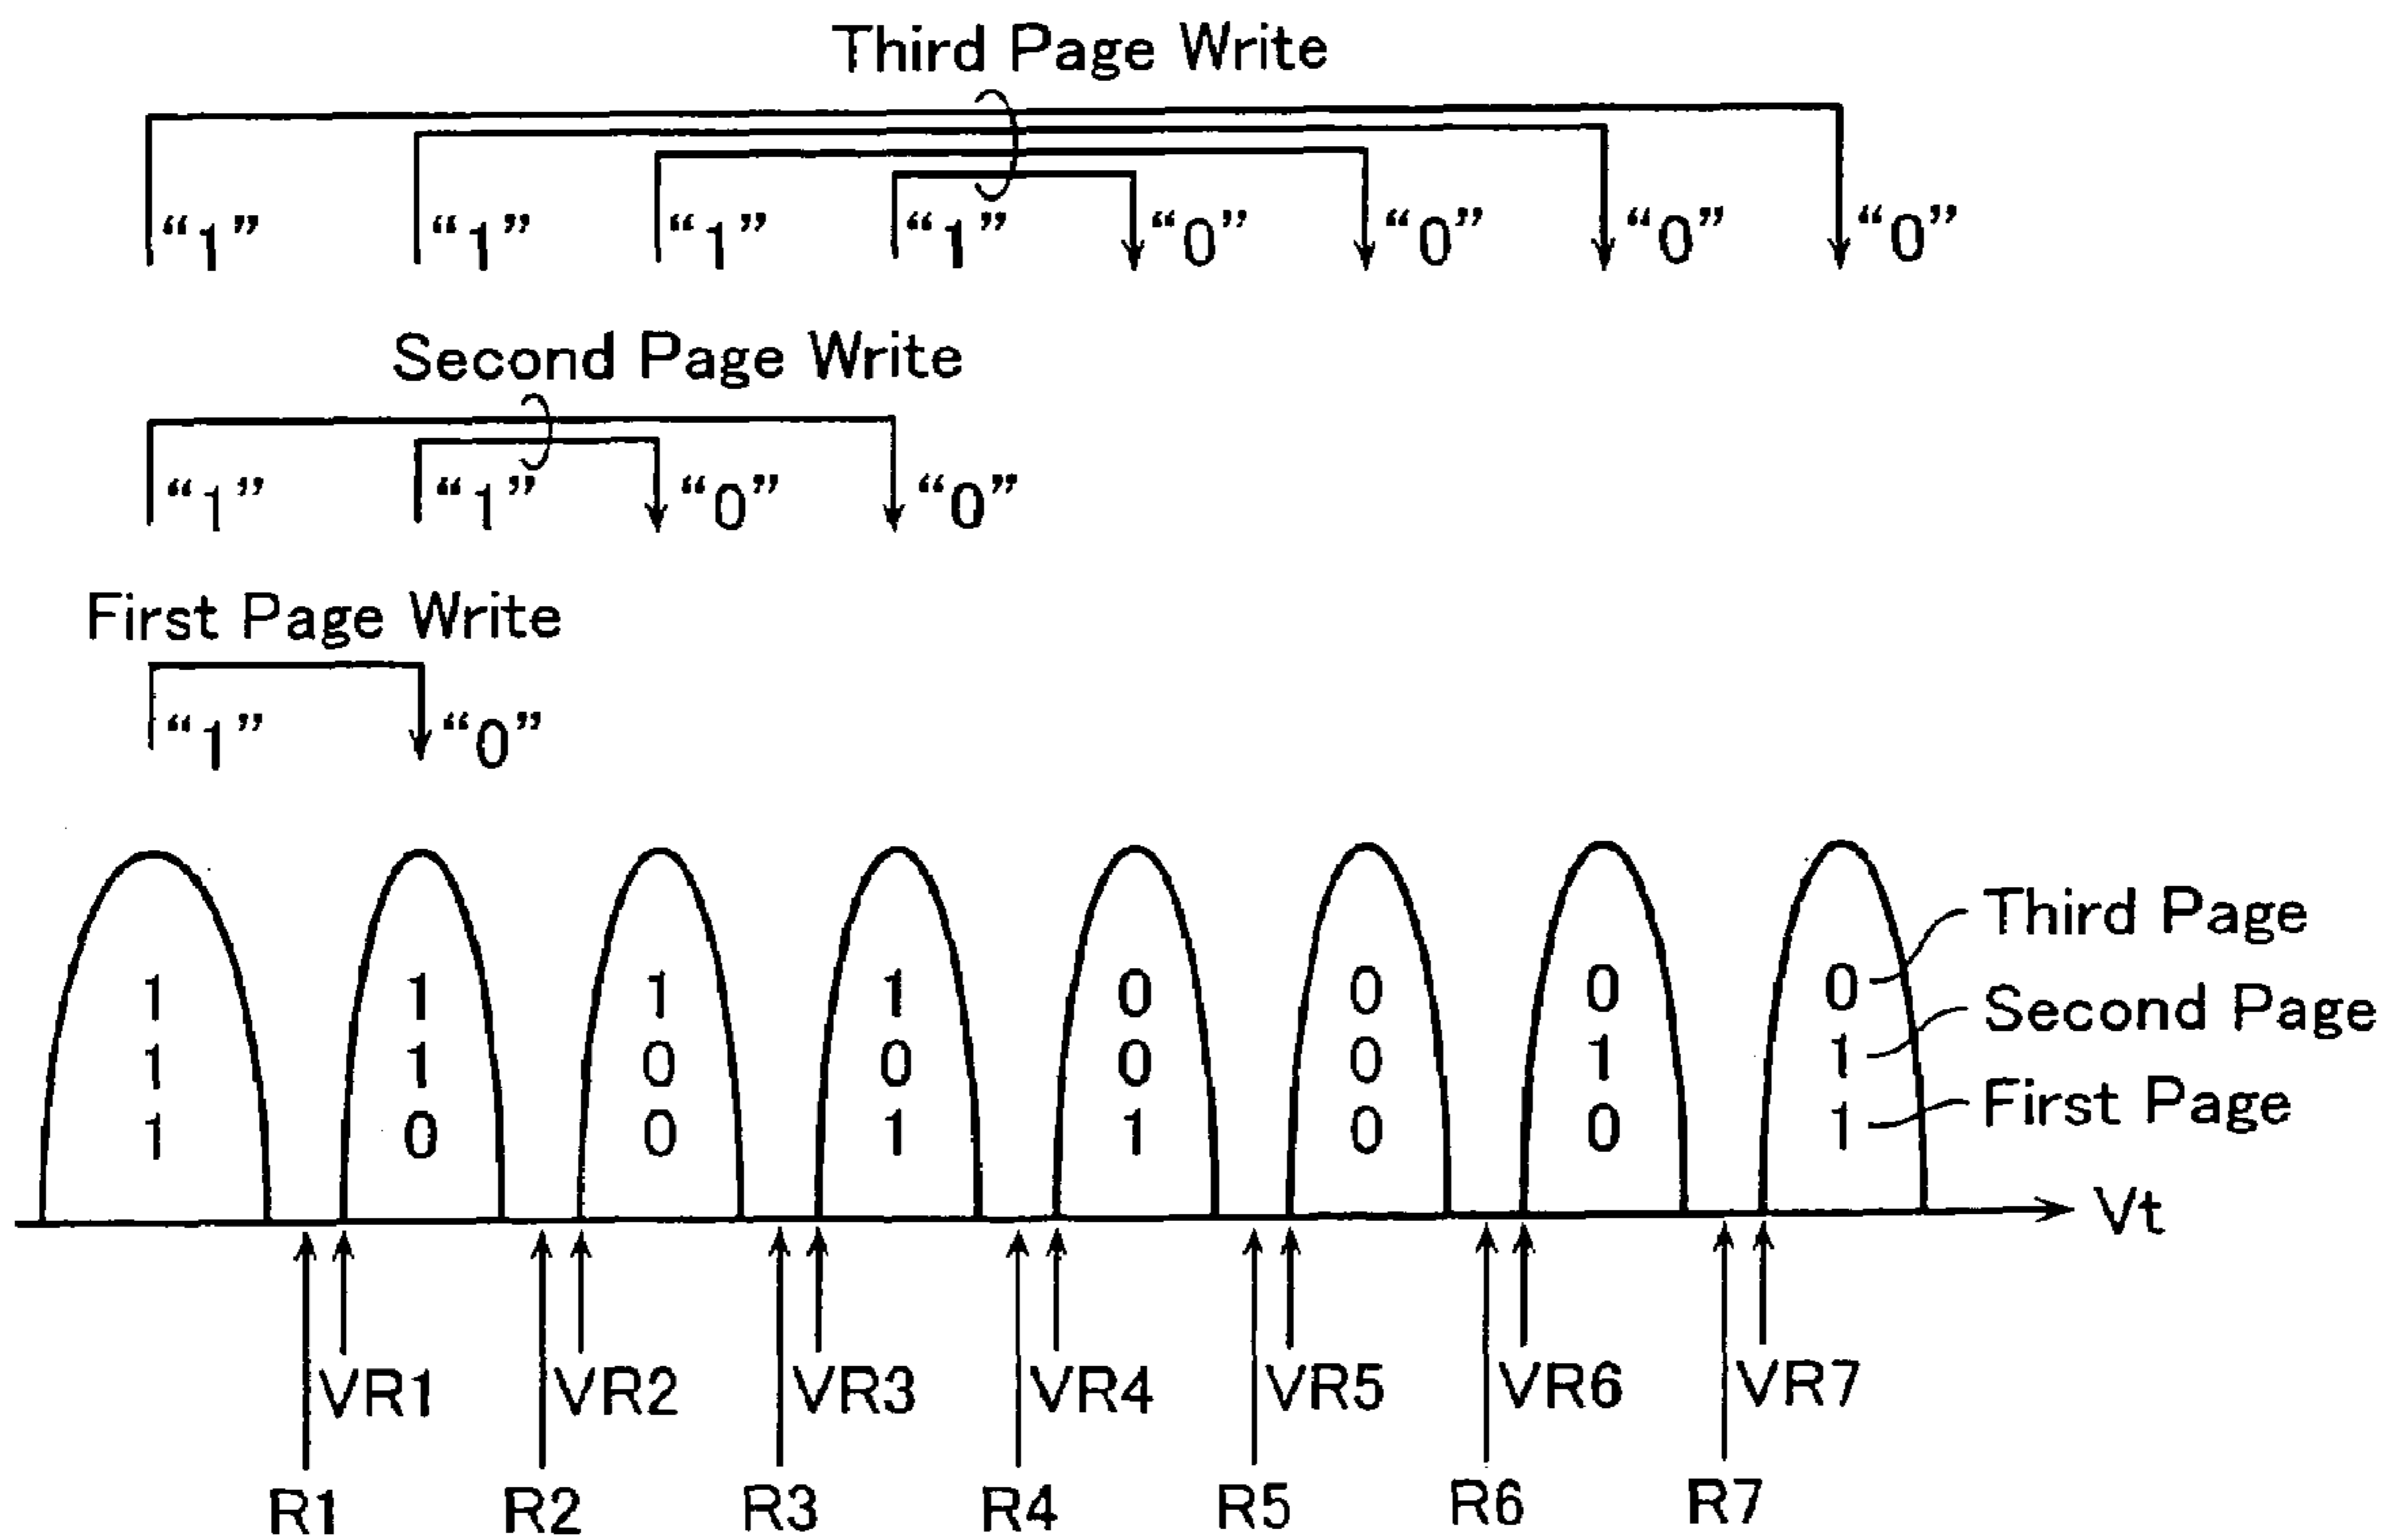 Third Page Write
“1” “1” “1” “1” “0” “0” “0” “0”
Second Page Write
“1” “1” “0” “0”
First Page Write
“1” “0”
1 1 1 1 0 0 0 0 Third Page
1 1 0 0 0 0 1 1 Second Page
1 0 0 1 1 0 0 1 First Page
Vt
VR1 VR2 VR3 VR4 VR5 VR6 VR7
R1 R2 R3 R4 R5 R6 R7